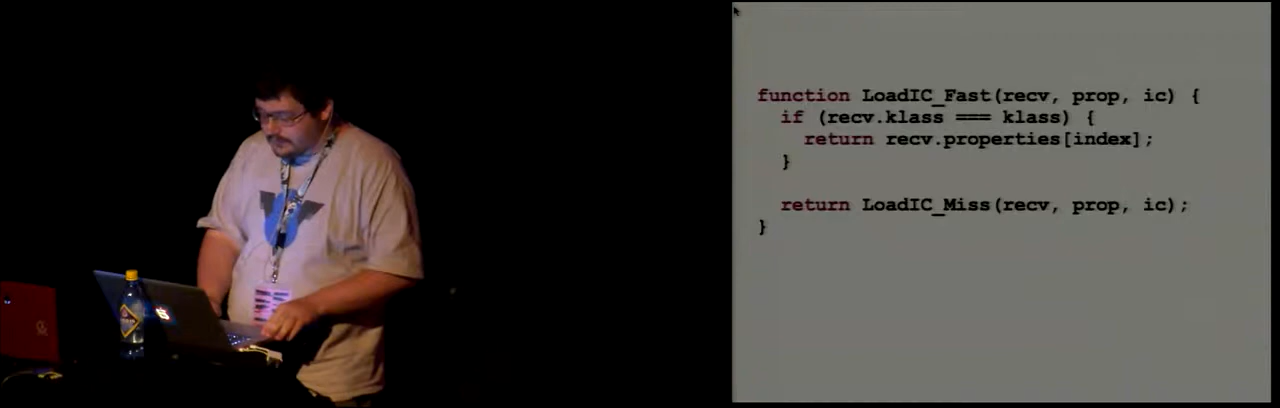 function LoadIC_Fast(recv, prop, ic) {
if (recv.klass === klass) {
return recv.properties[index];
}
return LoadIC_Miss(recv, prop, ic);
}